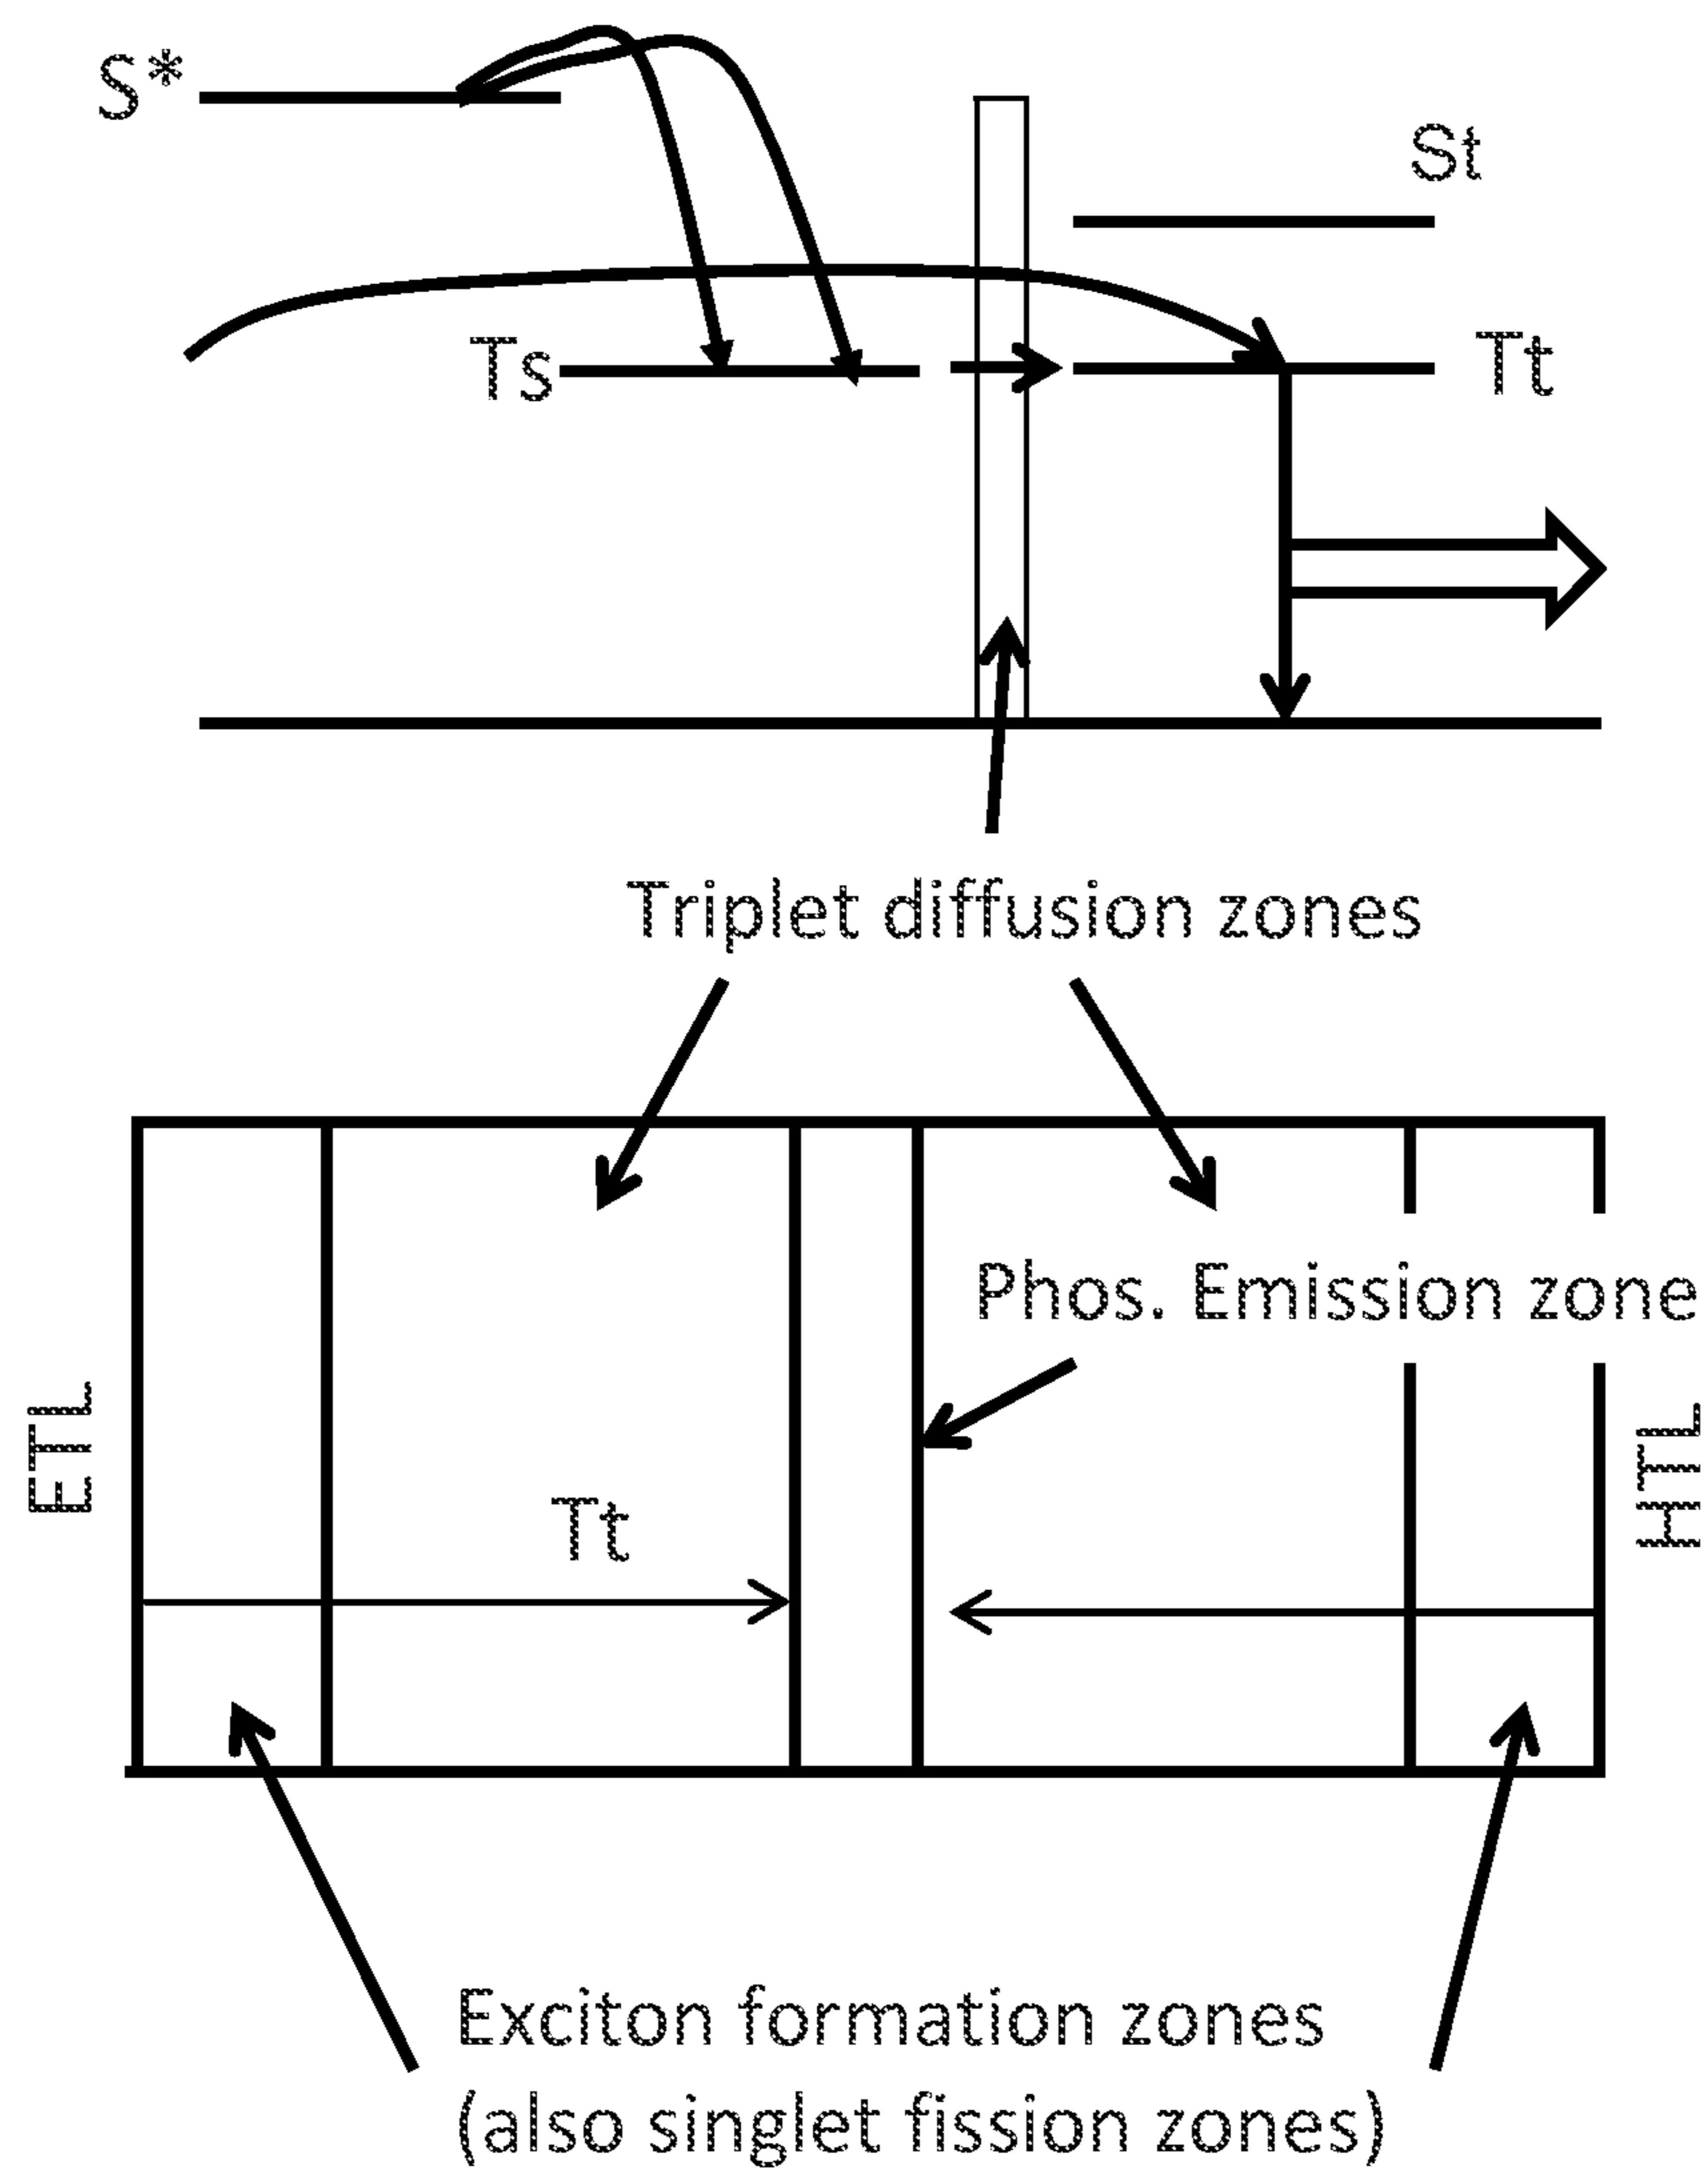 S*
St
Ts
Tt
Triplet diffusion zones
Phos. Emission zone
ETL
HTL
Tt
Exciton formation zones
(also singlet fission zones)